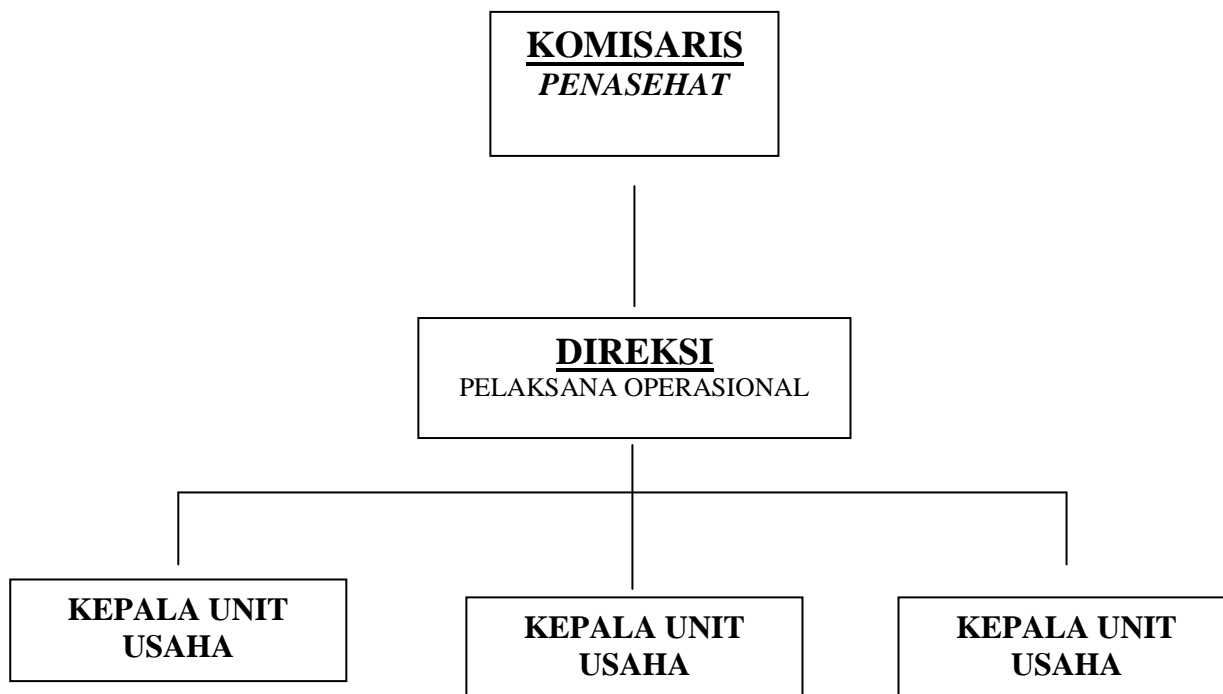 KOMISARIS
PENASEHAT
DIREKSI
PELAKSANA OPERASIONAL
KEPALA UNIT
USAHA
KEPALA UNIT
USAHA
KEPALA UNIT
USAHA